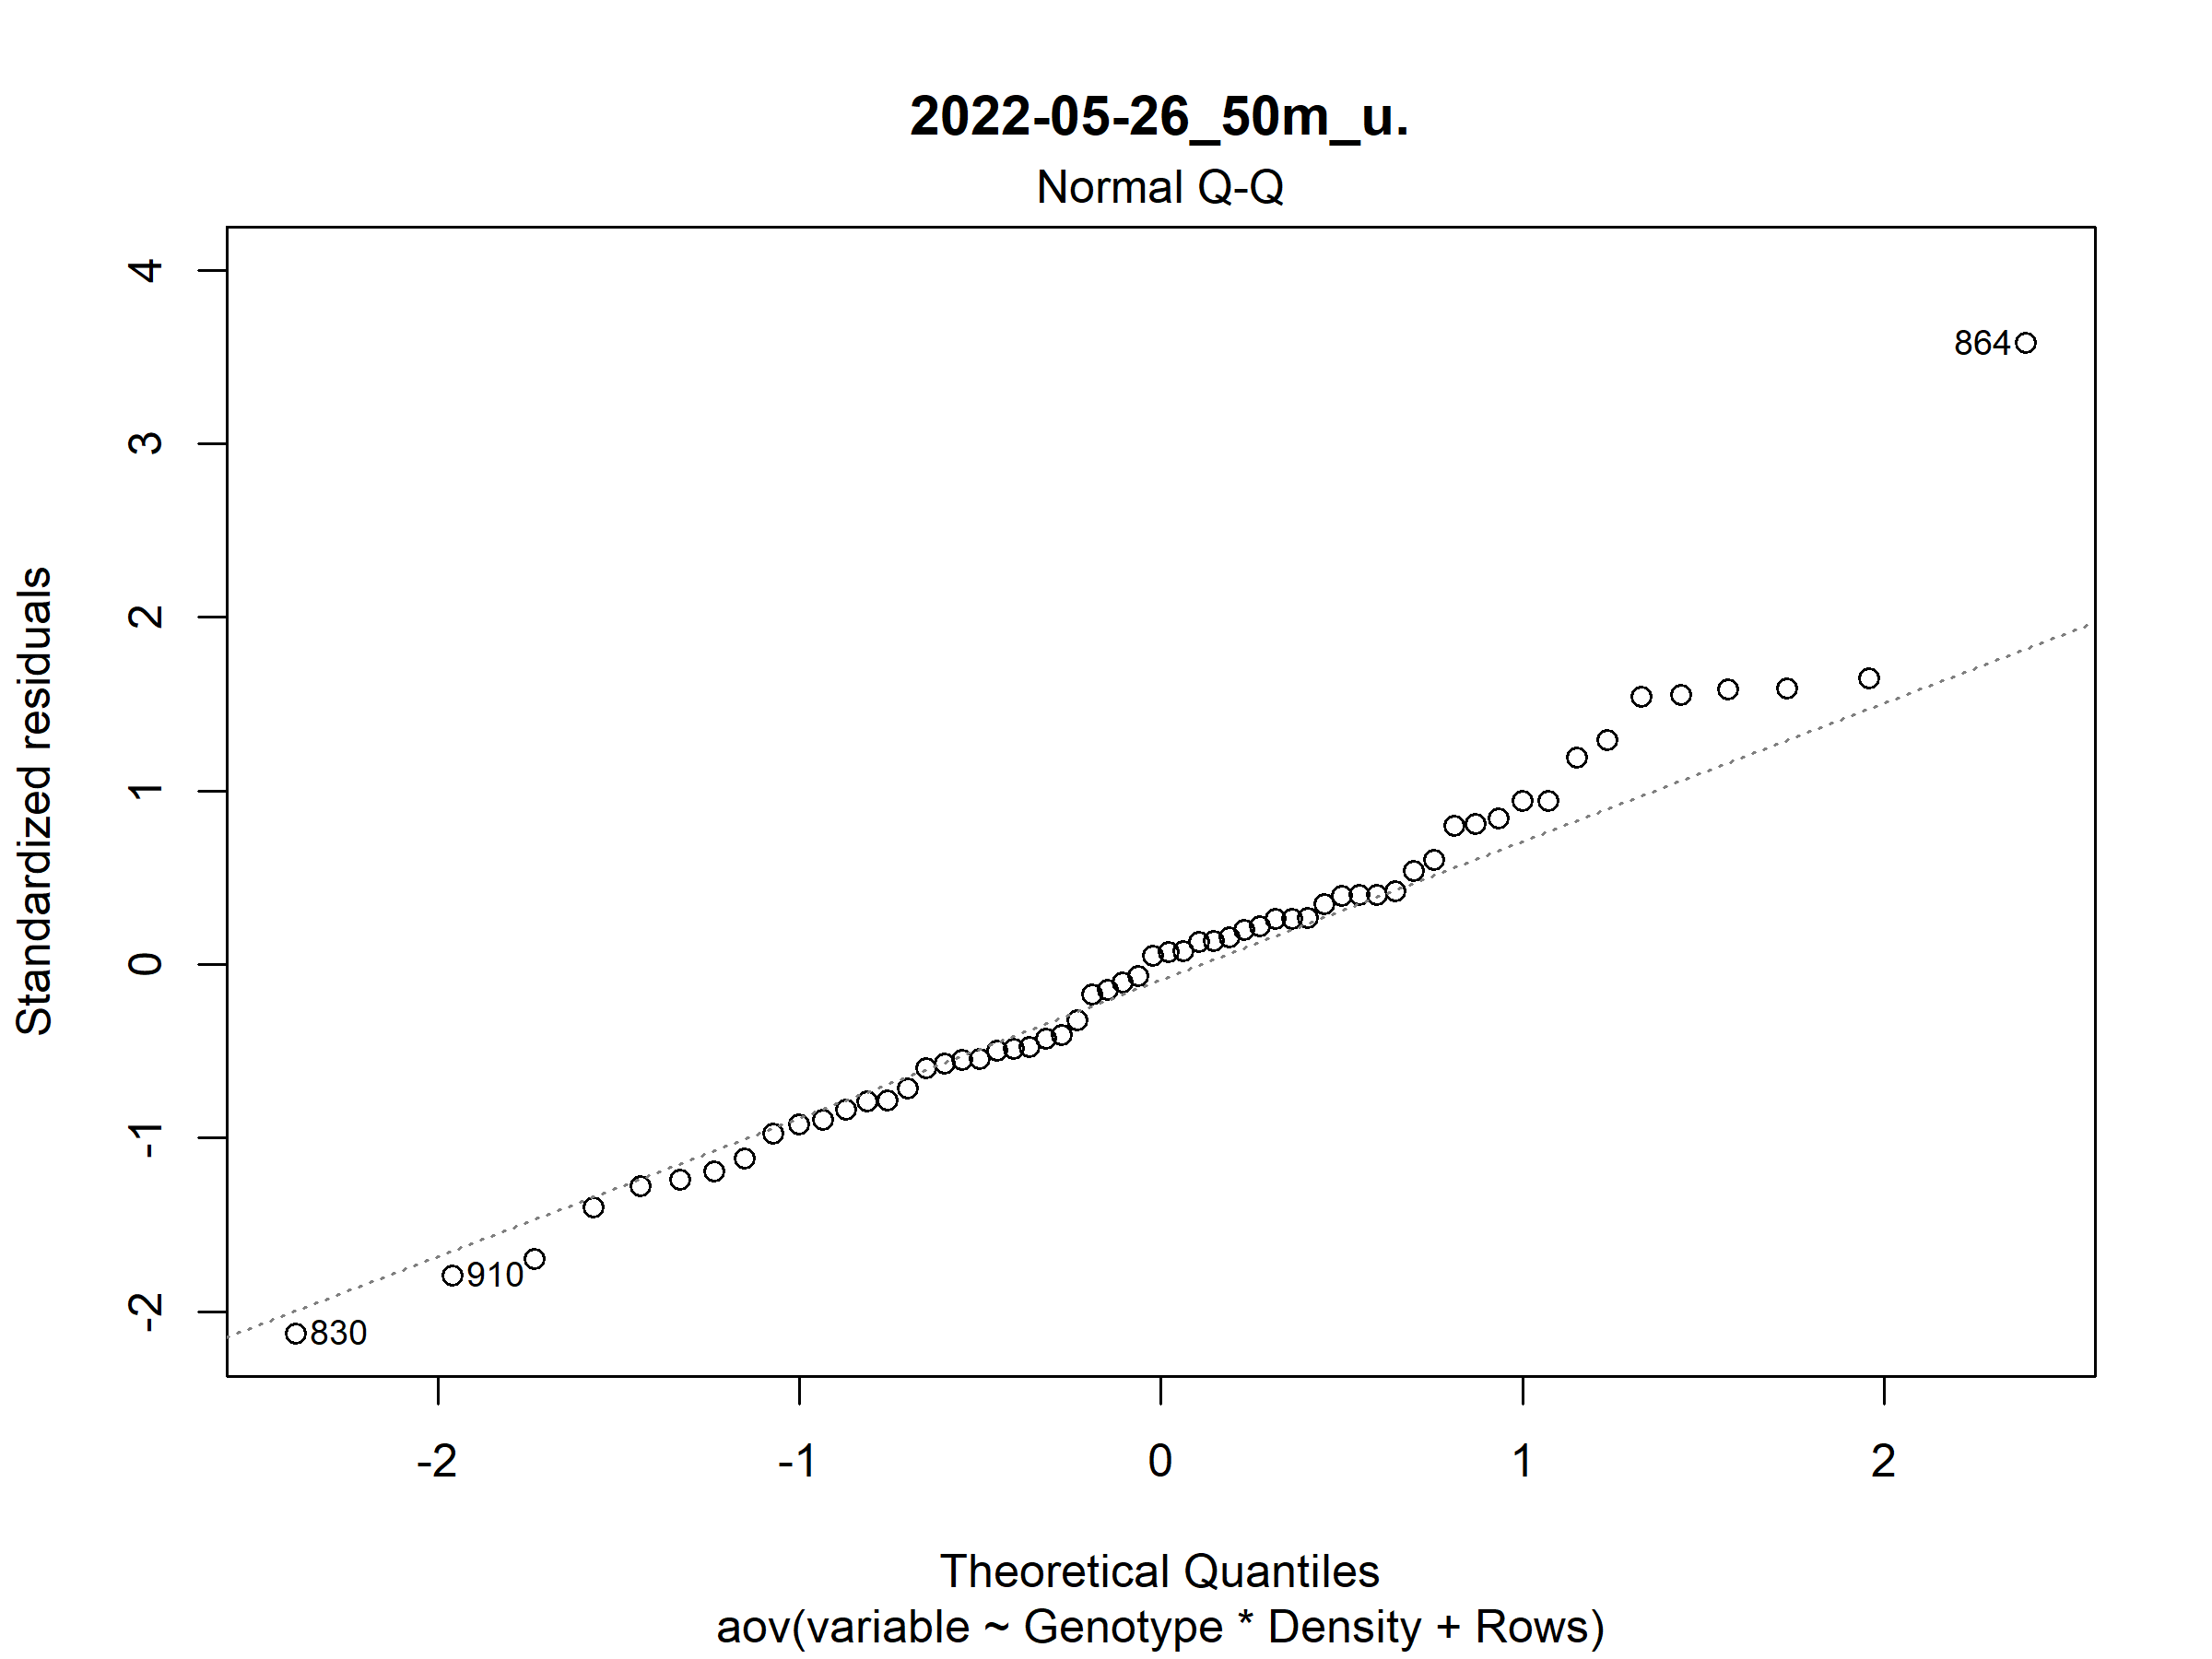 2022-05-26_50m_u.
Normal Q-Q
4
3
2
1
0
-1
-2
Standardized residuals
864
910
830
-2 -1 0 1 2
Theoretical Quantiles
aov(variable ~ Genotype * Density + Rows)